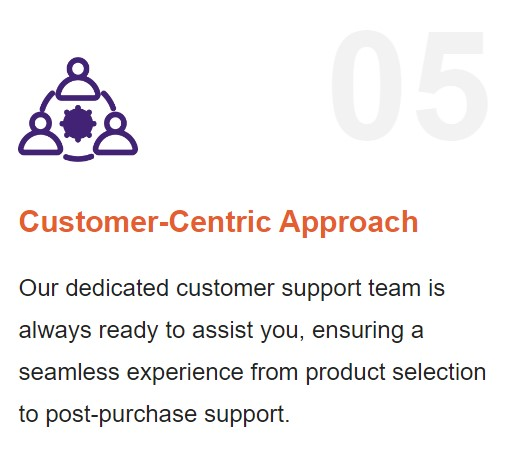 05
Customer-Centric Approach
Our dedicated customer support team is
always ready to assist you, ensuring a
seamless experience from product selection
to post-purchase support.